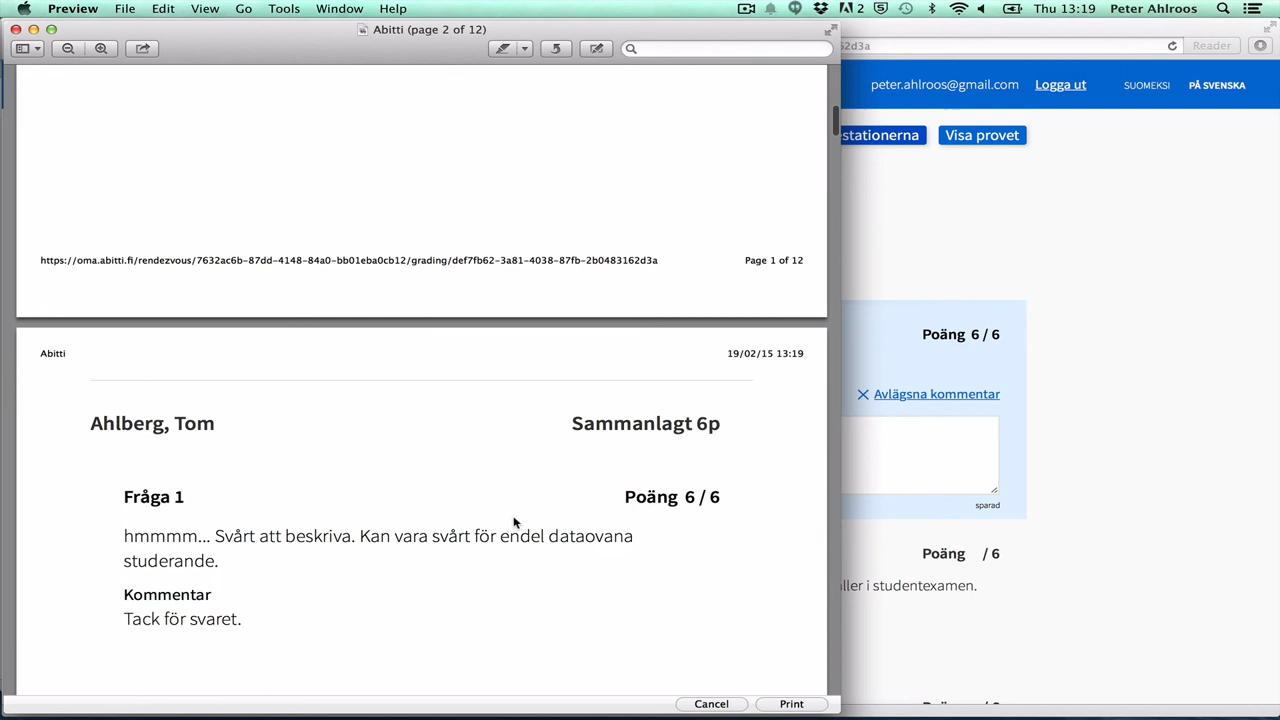 Preview File Edit View Go Tools Window Help 2 Thu 13:19 Peter Ahlroos
Abitti (page 2 of 12)
62d3a
Reader
peter.ahlroos@gmail.com Logga ut SUOMEKSI PÅ SVENSKA
stationerna Visa provet
https://oma.abitti.fi/rendezvous/7632ac6b-87dd-4148-84a0-bb01eba0cb12/grading/def7fb62-3a81-4038-87fb-2b0483162d3a Page 1 of 12
Abitti 19/02/15 13:19
Ahlberg, Tom Sammanlagt 6p
Fråga 1 Poäng 6 / 6
hmmmm... Svårt att beskriva. Kan vara svårt för endel dataovana
studerande.
Kommentar
Tack för svaret.
Cancel Print
Poäng 6 / 6
Avlägsna kommentar
sparad
Poäng / 6
aller i studentexamen.